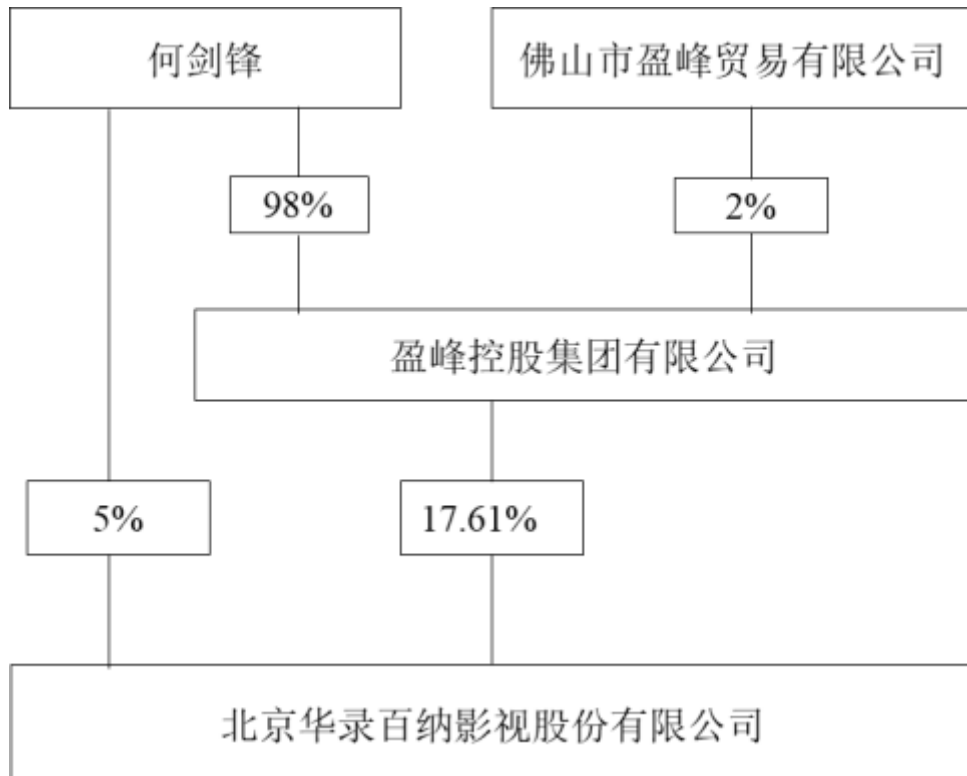 何剑锋
佛山市盈峰贸易有限公司
98%
2%
盈峰控股集团有限公司
5%
17.61%
北京华录百纳影视股份有限公司